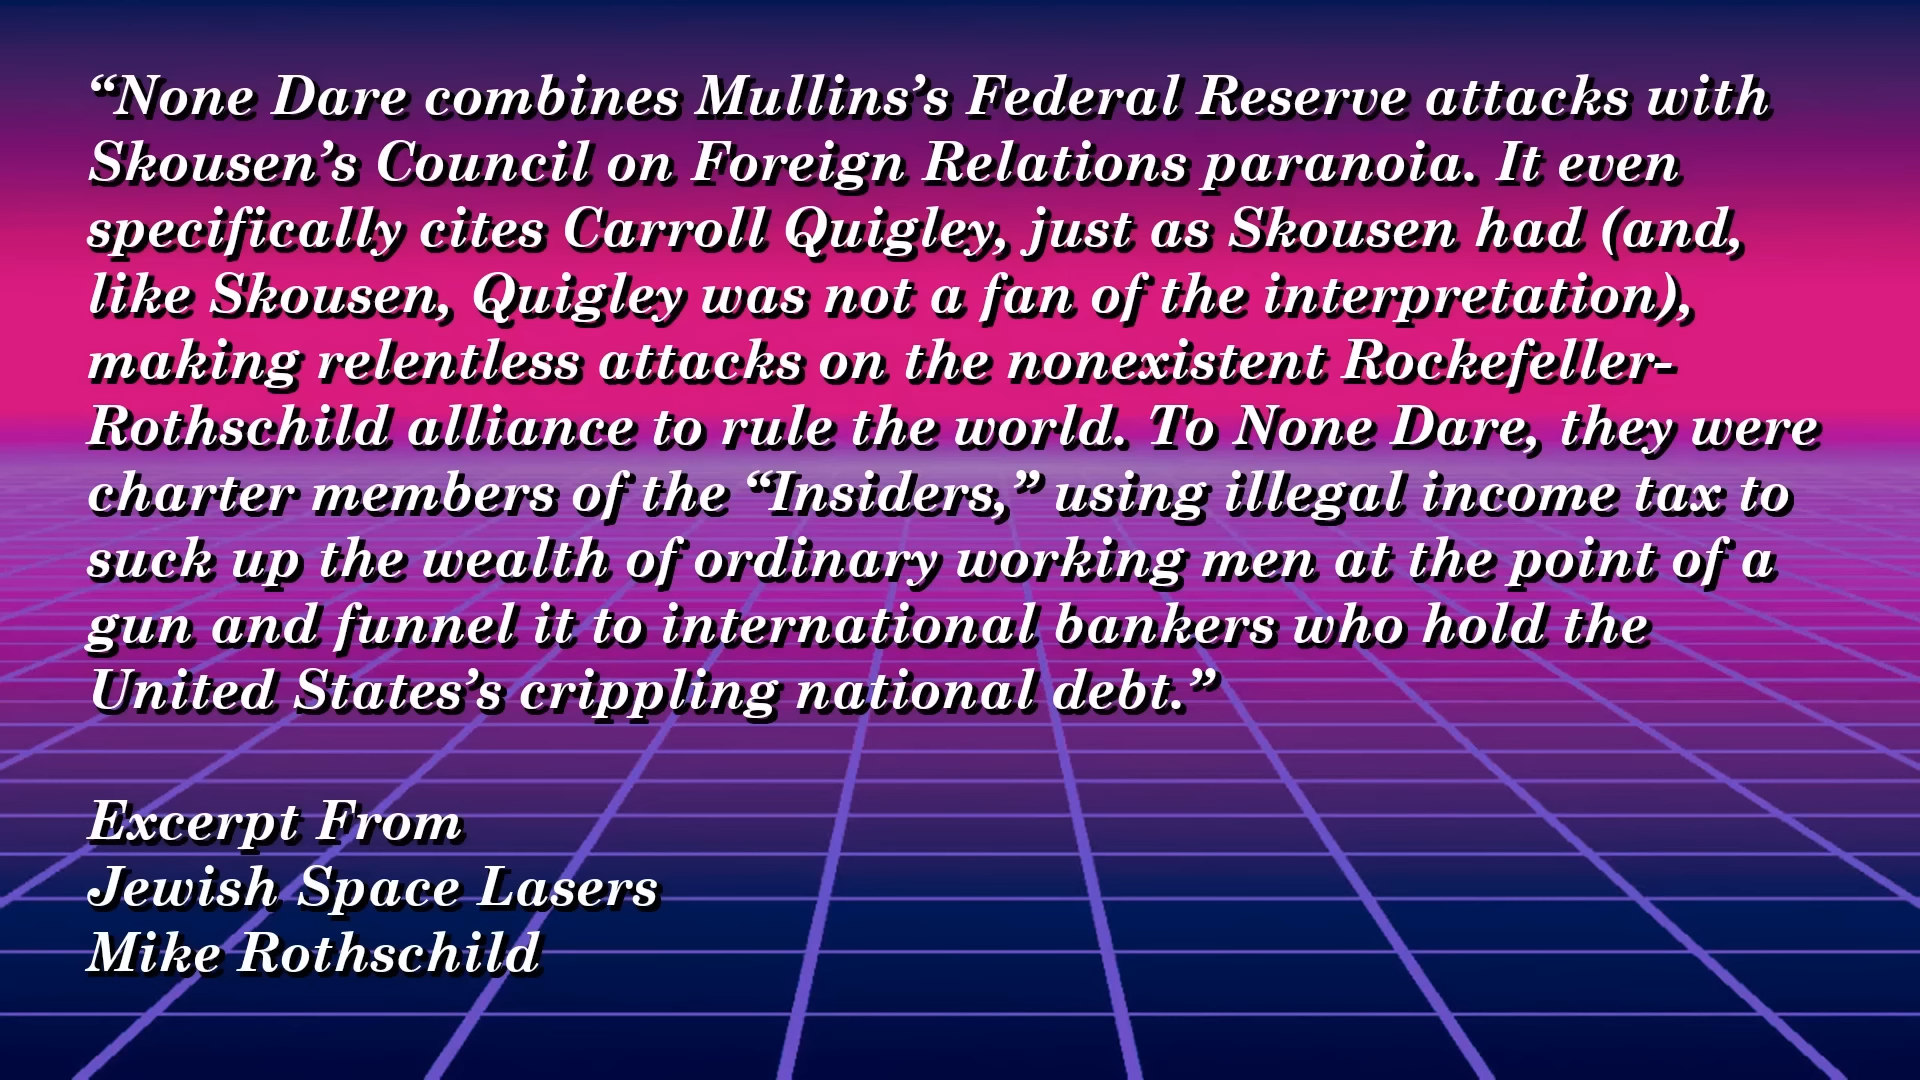 “None Dare combines Mullins’s Federal Reserve attacks with
Skousen’s Council on Foreign Relations paranoia. It even
specifically cites Carroll Quigley, just as Skousen had (and,
like Skousen, Quigley was not a fan of the interpretation),
making relentless attacks on the nonexistent Rockefeller-
Rothschild alliance to rule the world. To None Dare, they were
charter members of the “Insiders,” using illegal income tax to
suck up the wealth of ordinary working men at the point of a
gun and funnel it to international bankers who hold the
United States’s crippling national debt.”
Excerpt From
Jewish Space Lasers
Mike Rothschild